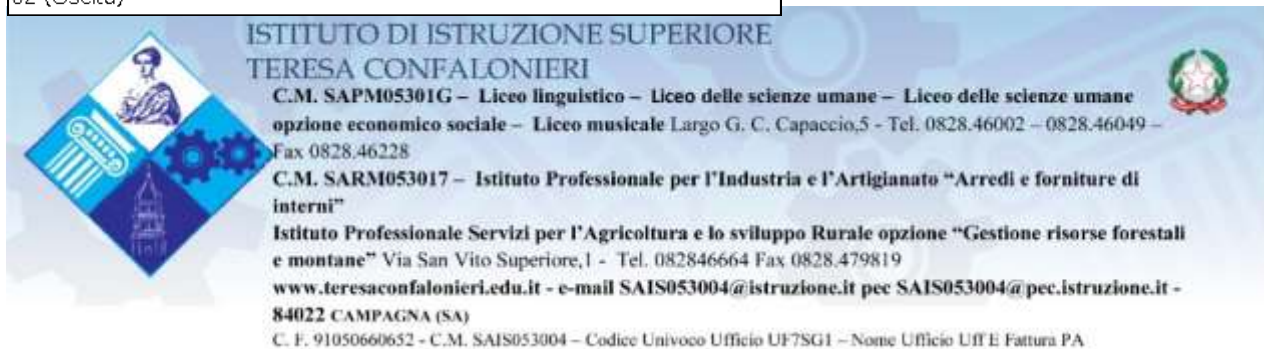 ISTITUTO DI ISTRUZIONE SUPERIORE
TERESA CONFALONIERI
C.M. SAPM05301G – Liceo linguistico – Liceo delle scienze umane – Liceo delle scienze umane
opzione economico sociale – Liceo musicale Largo G. C. Capaccio,5 - Tel. 0828.46002 – 0828.46049 –
Fax 0828.46228
C.M. SARM053017 – Istituto Professionale per l'Industria e l'Artigianato “Arredi e forniture di
interni”
Istituto Professionale Servizi per l'Agricoltura e lo sviluppo Rurale opzione “Gestione risorse forestali
e montane” Via San Vito Superiore,1 - Tel. 082846664 Fax 0828.479819
www.teresaconfalonieri.edu.it - e-mail SAIS053004@istruzione.it pec SAIS053004@pec.istruzione.it -
84022 CAMPAGNA (SA)
C. F. 91050660652 - C.M. SAIS053004 – Codice Univoco Ufficio UF7SG1 – Nome Ufficio Uff E Fattura PA